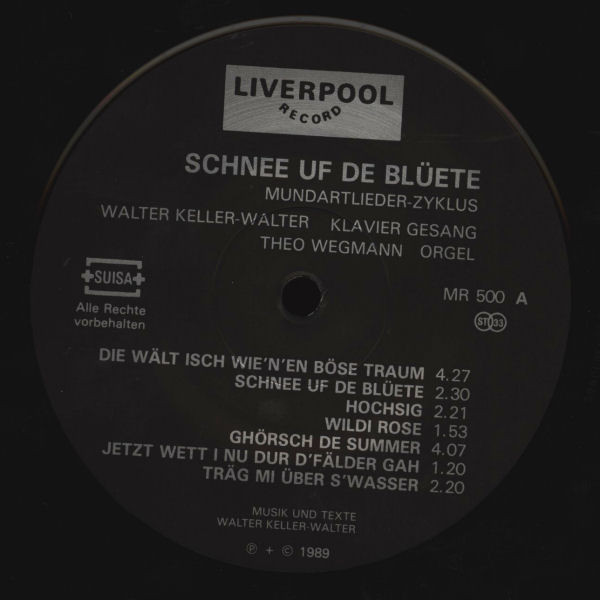 LIVERPOOL
RECORD
SCHNEE UF DE BLÜETE
MUNDARTLIEDER-ZYKLUS
WALTER KELLER-WALTER KLAVIER GESANG
THEO WEGMANN ORGEL
SUISA
Alle Rechte
vorbehalten
MR 500 A
ST 33
DIE WÄLT ISCH WIE'N'EN BÖSE TRAUM 4.27
SCHNEE UF DE BLÜETE 2.30
HOCHSIG 2.21
WILDI ROSE 1.53
GHÖRSCH DE SUMMER 4.07
JETZT WETT I NU DUR D'FÄLDER GAH 1.20
TRÄG MI ÜBER S'WASSER 2.20
MUSIK UND TEXTE
WALTER KELLER-WALTER
℗ + © 1989